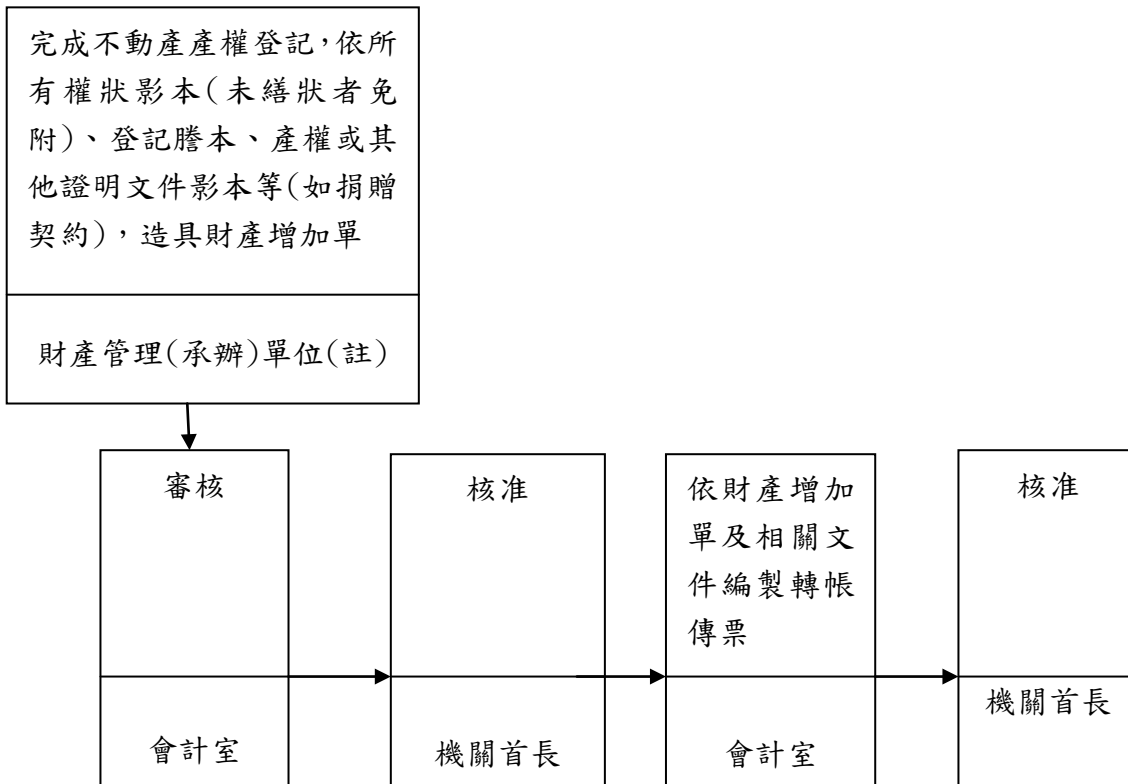 完成不動產產權登記，依所
有權狀影本(未繕狀者免
附)、登記謄本、產權或其
他證明文件影本等(如捐贈
契約)，造具財產增加單
財產管理(承辦)單位(註)
審核
會計室
核准
機關首長
依財產增加
單及相關文
件編製轉帳
傳票
會計室
核准
機關首長